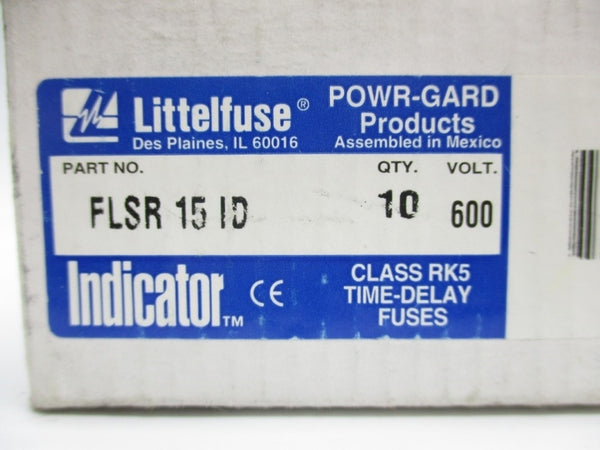 Littelfuse®
Des Plaines, IL 60016
POWR-GARD
Products
Assembled in Mexico
PART NO. QTY. VOLT.
FLSR 15 ID 10 600
Indicator™ CE
CLASS RK5
TIME-DELAY
FUSES